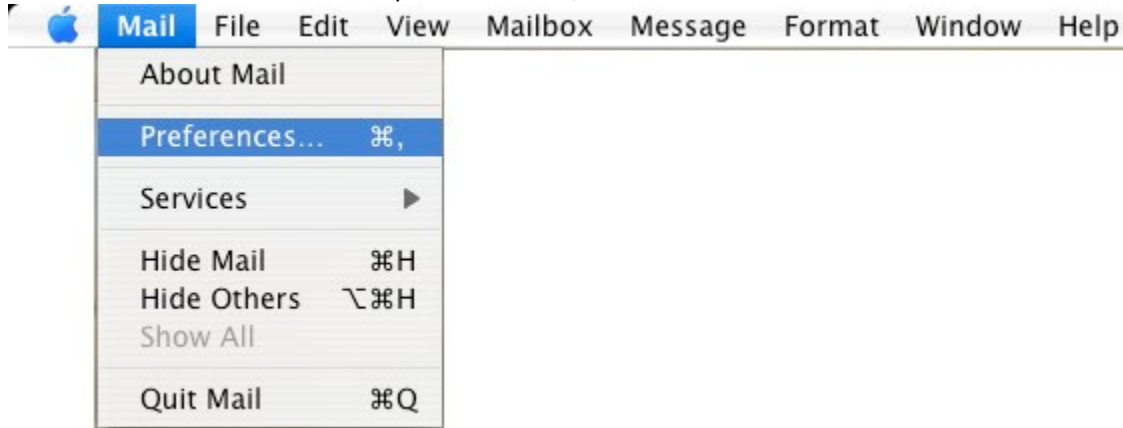 Mail File Edit View Mailbox Message Format Window Help
About Mail
Preferences... ⌘,
Services ▶
Hide Mail ⌘H
Hide Others ⌥⌘H
Show All
Quit Mail ⌘Q